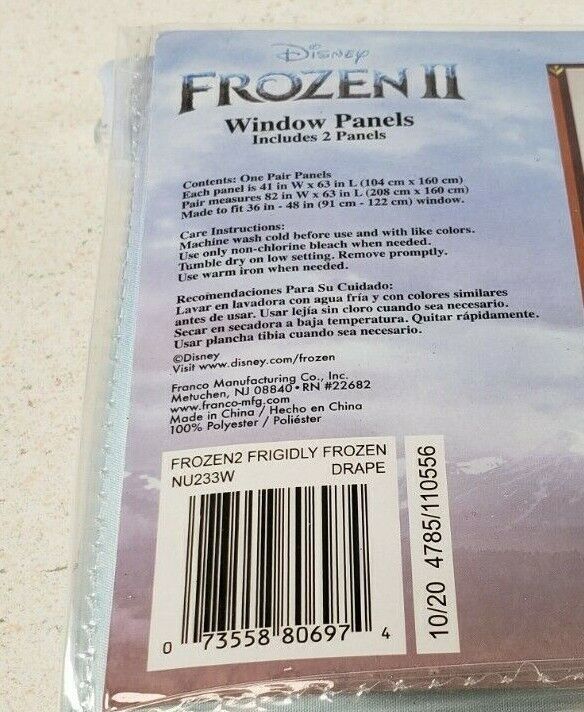 Disney
FROZEN II
Window Panels
Includes 2 Panels
Contents: One Pair Panels
Each panel is 41 in W x 63 in L (104 cm x 160 cm)
Pair measures 82 in W x 63 in L (208 cm x 160 cm)
Made to fit 36 in - 48 in (91 cm - 122 cm) window.
Care Instructions:
Machine wash cold before use and with like colors.
Use only non-chlorine bleach when needed.
Tumble dry on low setting. Remove promptly.
Use warm iron when needed.
Recomendaciones Para Su Cuidado:
Lavar en lavadora con agua fría y con colores similares
antes de usar. Usar lejía sin cloro cuando sea necesario.
Secar en secadora a baja temperatura. Quitar rápidamente.
Usar plancha tibia cuando sea necesario.
©Disney
Visit www.disney.com/frozen
Franco Manufacturing Co., Inc.
Metuchen, NJ 08840 • RN #22682
www.franco-mfg.com
Made in China / Hecho en China
100% Polyester / Poliéster
FROZEN2 FRIGIDLY FROZEN
NU233W DRAPE
0 73558 80697 4
10/20 4785/110556